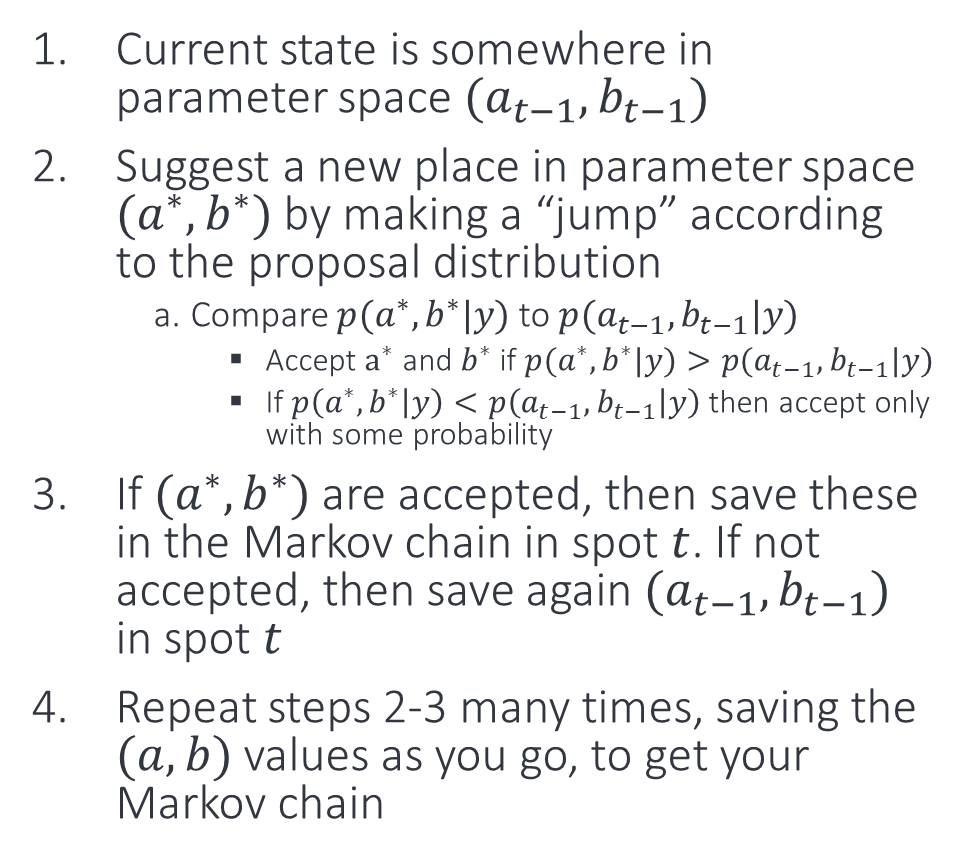 1. Current state is somewhere in
parameter space (a_{t−1}, b_{t−1})
2. Suggest a new place in parameter space
(a*, b*) by making a “jump” according
to the proposal distribution
a. Compare p(a*, b*|y) to p(a_{t−1}, b_{t−1}|y)
▪ Accept a* and b* if p(a*, b*|y) > p(a_{t−1}, b_{t−1}|y)
▪ If p(a*, b*|y) < p(a_{t−1}, b_{t−1}|y) then accept only
with some probability
3. If (a*, b*) are accepted, then save these
in the Markov chain in spot t. If not
accepted, then save again (a_{t−1}, b_{t−1})
in spot t
4. Repeat steps 2-3 many times, saving the
(a, b) values as you go, to get your
Markov chain